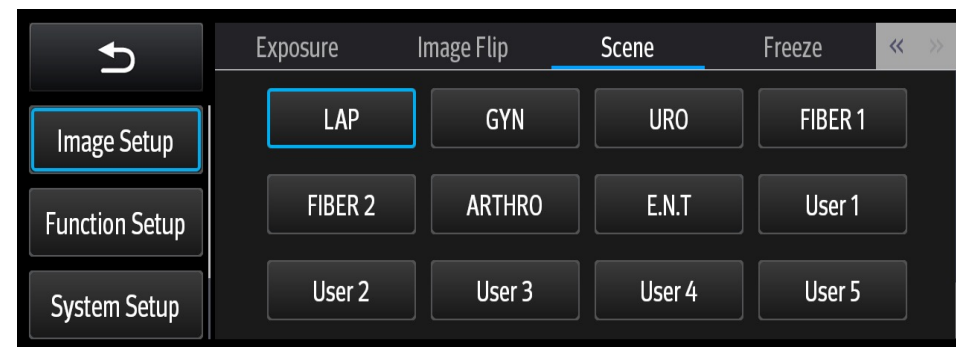 Exposure Image Flip Scene Freeze « »
Image Setup
Function Setup
System Setup
LAP GYN URO FIBER 1
FIBER 2 ARTHRO E.N.T User 1
User 2 User 3 User 4 User 5